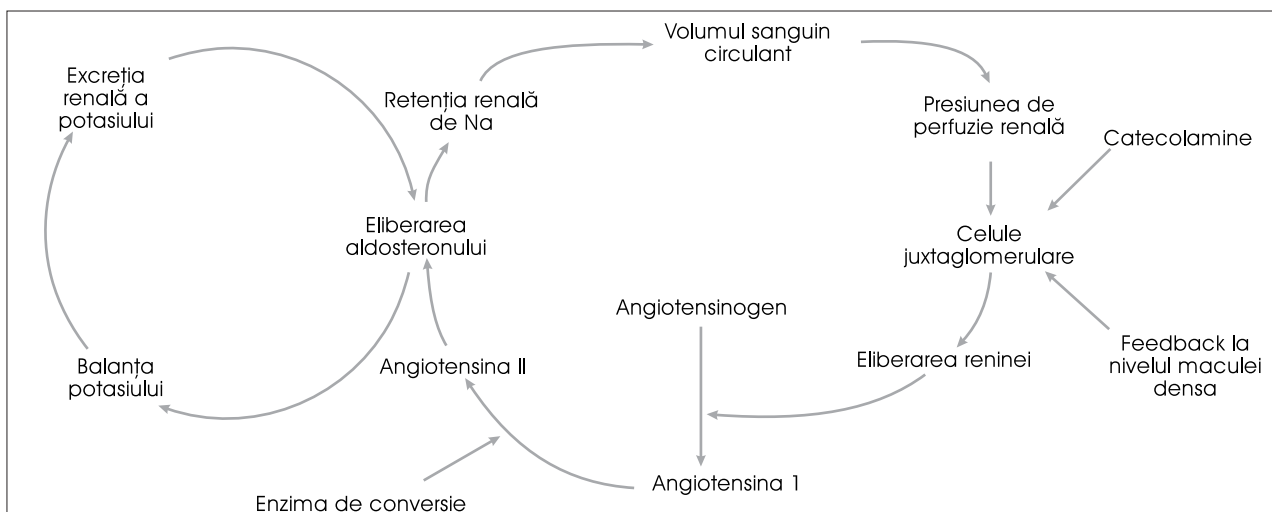 Volumul sanguin
circulant
Excreția
renală a
potasiului
Retenția renală
de Na
Presiunea de
perfuzie renală
Catecolamine
Eliberarea
aldosteronului
Celule
juxtaglomerulare
Angiotensinogen
Balanța
potasiului
Angiotensina II
Eliberarea reninei
Feedback la
nivelul maculei
densa
Angiotensina 1
Enzima de conversie